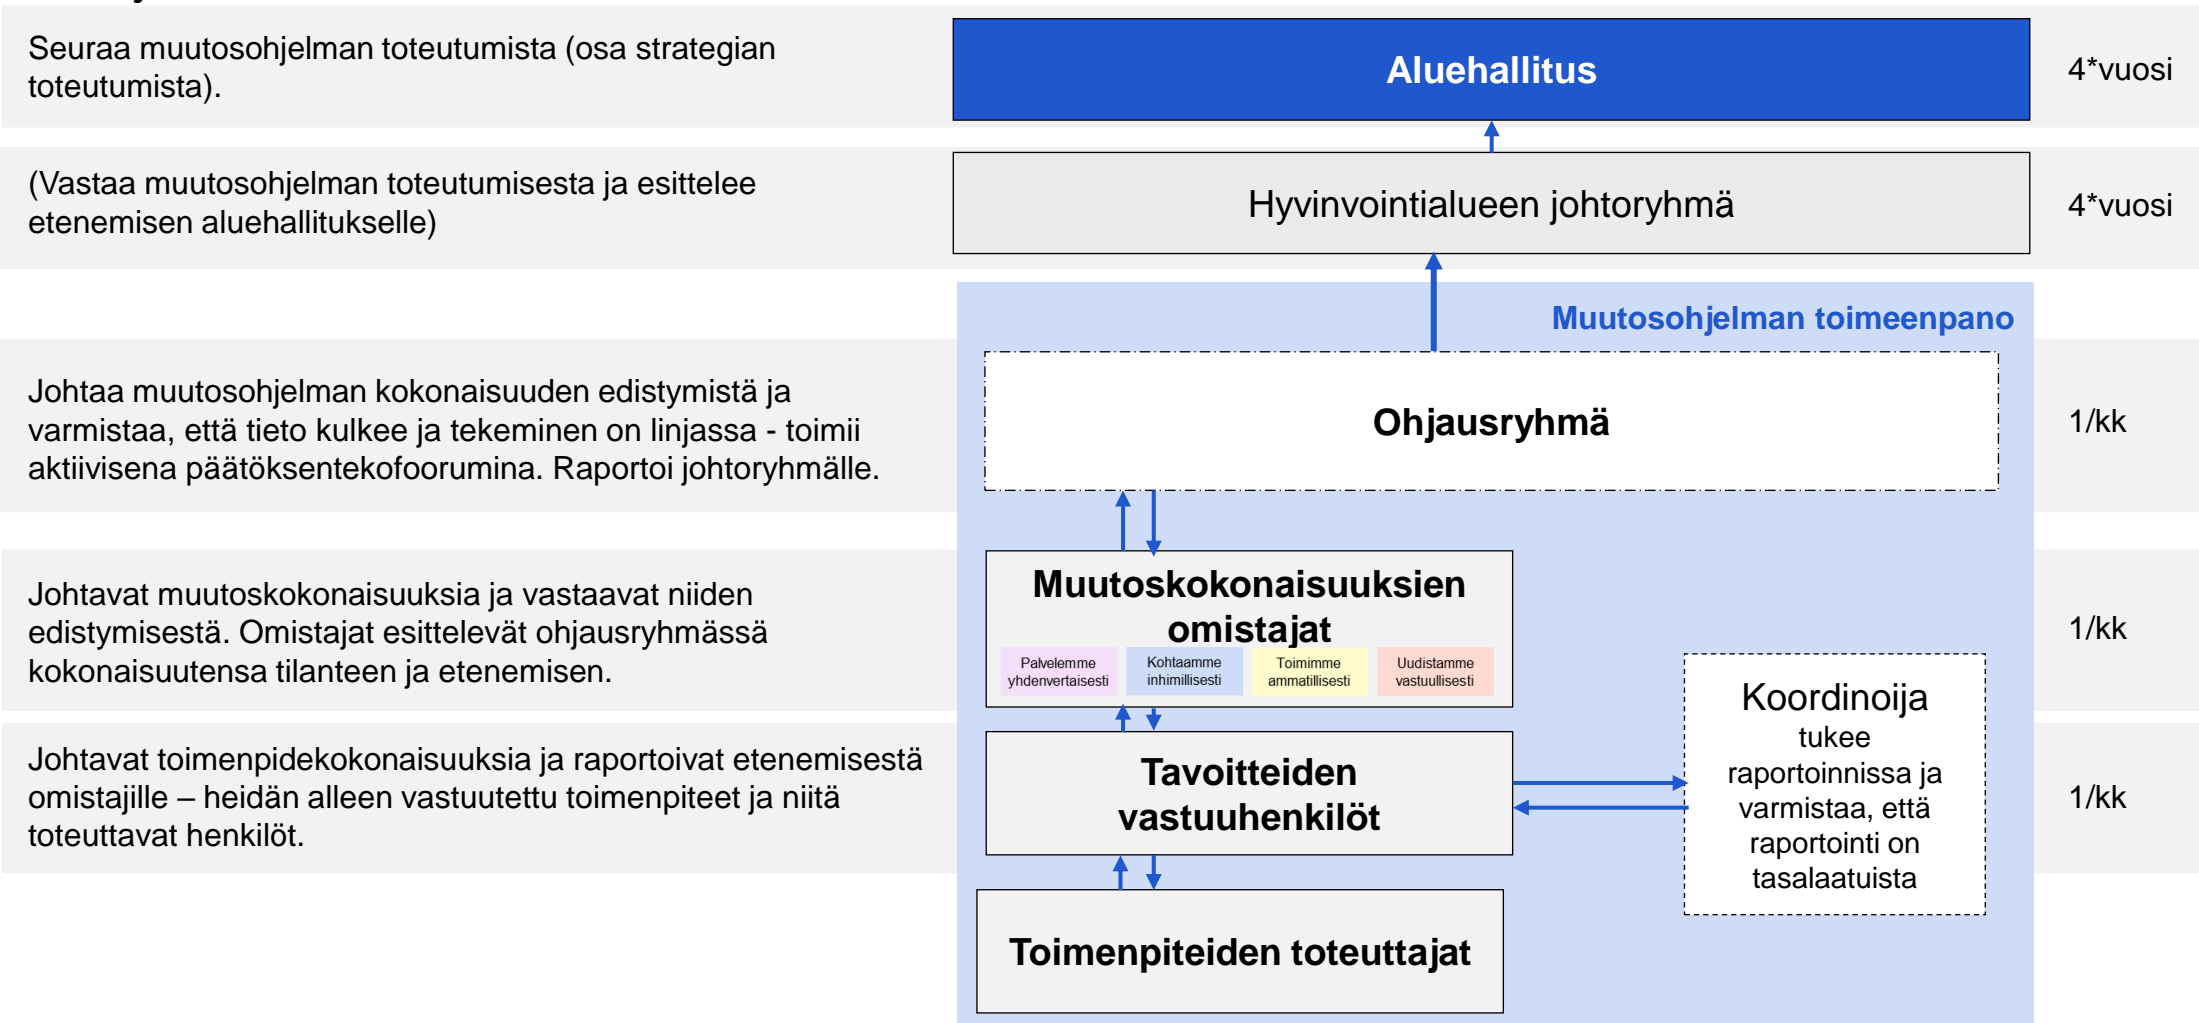 Seuraa muutosohjelman toteutumista (osa strategian
toteutumista).
Aluehallitus
4*vuosi
(Vastaa muutosohjelman toteutumisesta ja esittelee
etenemisen aluehallitukselle)
Hyvinvointialueen johtoryhmä
4*vuosi
Muutosohjelman toimeenpano
Johtaa muutosohjelman kokonaisuuden edistymistä ja
varmistaa, että tieto kulkee ja tekeminen on linjassa - toimii
aktiivisena päätöksentekofoorumina. Raportoi johtoryhmälle.
Ohjausryhmä
1/kk
Johtavat muutoskokonaisuuksia ja vastaavat niiden
edistymisestä. Omistajat esittelevät ohjausryhmässä
kokonaisuutensa tilanteen ja etenemisen.
Muutoskokonaisuuksien
omistajat
Palvelemme
yhdenvertaisesti
Kohtaamme
inhimillisesti
Toimimme
ammatillisesti
Uudistamme
vastuullisesti
1/kk
Johtavat toimenpidekokonaisuuksia ja raportoivat etenemisestä
omistajille – heidän alleen vastuutettu toimenpiteet ja niitä
toteuttavat henkilöt.
Tavoitteiden
vastuuhenkilöt
Koordinoija
tukee
raportoinnissa ja
varmistaa, että
raportointi on
tasalaatuista
1/kk
Toimenpiteiden toteuttajat